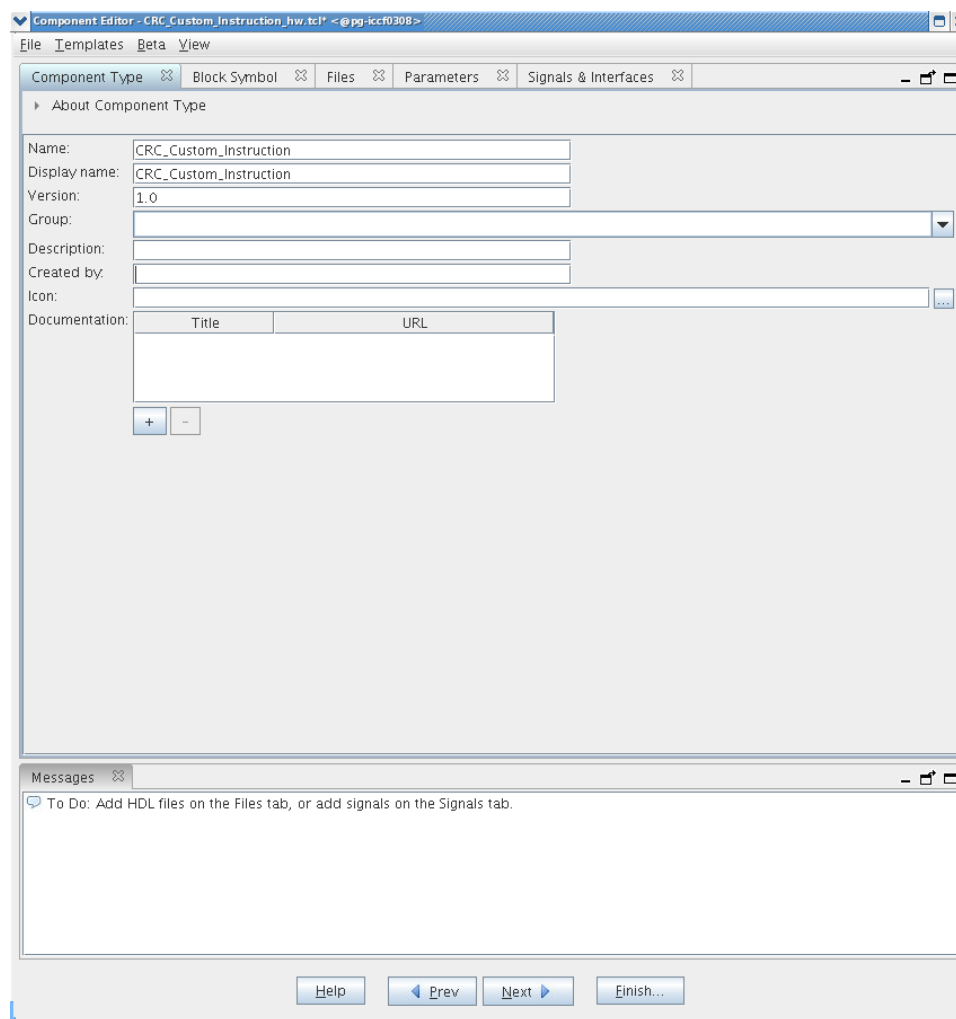 Component Editor - CRC_Custom_Instruction_hw.tcl* <@pg-iccf0308>
File Templates Beta View
Component Type Block Symbol Files Parameters Signals & Interfaces
About Component Type
Name: CRC_Custom_Instruction
Display name: CRC_Custom_Instruction
Version: 1.0
Group:
Description:
Created by:
Icon: ...
Documentation: Title URL
+ -
Messages
To Do: Add HDL files on the Files tab, or add signals on the Signals tab.
Help Prev Next Finish...